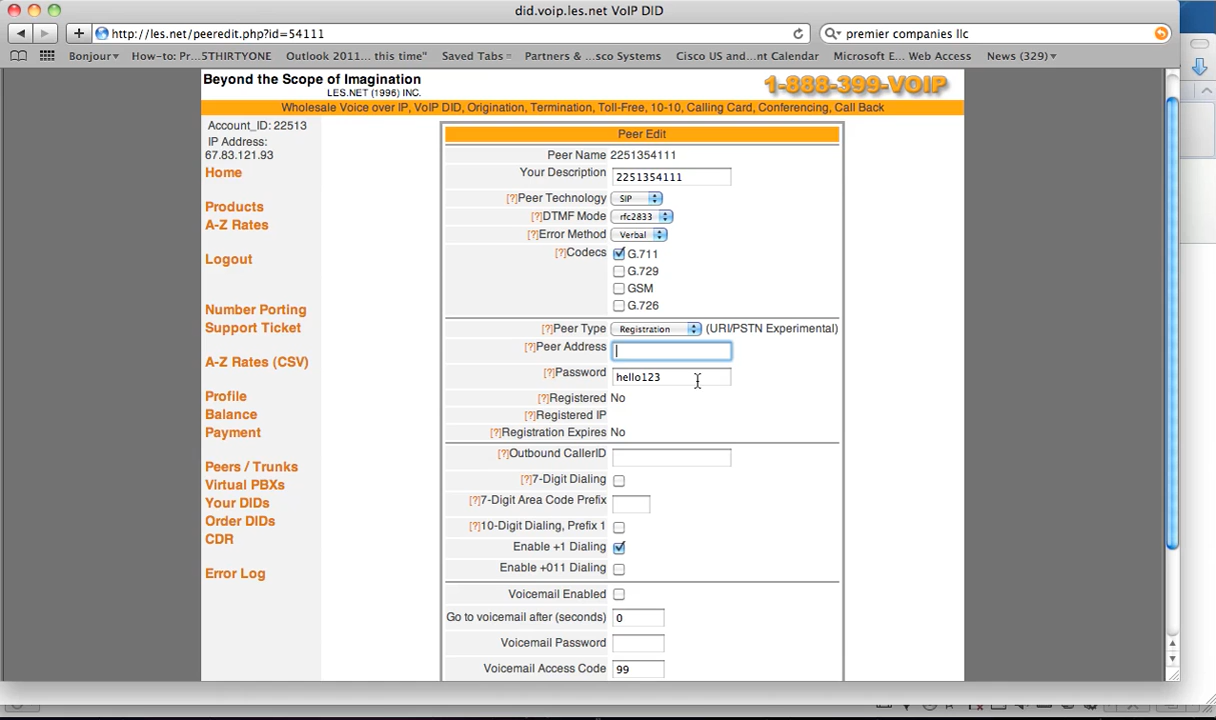 did.voip.les.net VoIP DID
http://les.net/peeredit.php?id=54111
premier companies llc
Bonjour How-to: Pr...5THIRTYONE Outlook 2011... this time" Saved Tabs Partners & ...sco Systems Cisco US and...nt Calendar Microsoft E... Web Access News (329)
Beyond the Scope of Imagination
LES.NET (1996) INC.
1-888-399-VOIP
Wholesale Voice over IP, VoIP DID, Origination, Termination, Toll-Free, 10-10, Calling Card, Conferencing, Call Back
Account_ID: 22513
IP Address:
67.83.121.93
Home
Products
A-Z Rates
Logout
Number Porting
Support Ticket
A-Z Rates (CSV)
Profile
Balance
Payment
Peers / Trunks
Virtual PBXs
Your DIDs
Order DIDs
CDR
Error Log
Peer Edit
Peer Name 2251354111
Your Description 2251354111
[?]Peer Technology SIP
[?]DTMF Mode rfc2833
[?]Error Method Verbal
[?]Codecs G.711
G.729
GSM
G.726
[?]Peer Type Registration (URI/PSTN Experimental)
[?]Peer Address
[?]Password hello123
[?]Registered No
[?]Registered IP
[?]Registration Expires No
[?]Outbound CallerID
[?]7-Digit Dialing
[?]7-Digit Area Code Prefix
[?]10-Digit Dialing, Prefix 1
Enable +1 Dialing
Enable +011 Dialing
Voicemail Enabled
Go to voicemail after (seconds) 0
Voicemail Password
Voicemail Access Code 99